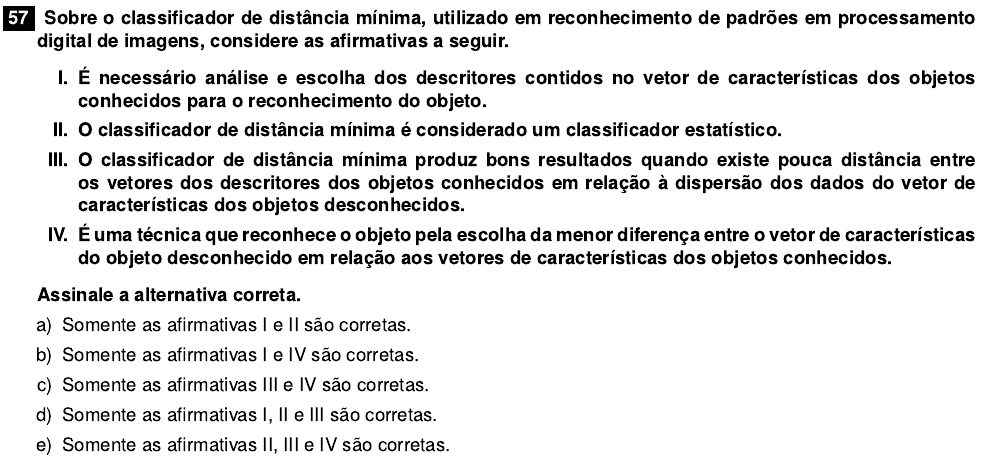 57 Sobre o classificador de distância mínima, utilizado em reconhecimento de padrões em processamento
digital de imagens, considere as afirmativas a seguir.
I. É necessário análise e escolha dos descritores contidos no vetor de características dos objetos
conhecidos para o reconhecimento do objeto.
II. O classificador de distância mínima é considerado um classificador estatístico.
III. O classificador de distância mínima produz bons resultados quando existe pouca distância entre
os vetores dos descritores dos objetos conhecidos em relação à dispersão dos dados do vetor de
características dos objetos desconhecidos.
IV. É uma técnica que reconhece o objeto pela escolha da menor diferença entre o vetor de características
do objeto desconhecido em relação aos vetores de características dos objetos conhecidos.
Assinale a alternativa correta.
a) Somente as afirmativas I e II são corretas.
b) Somente as afirmativas I e IV são corretas.
c) Somente as afirmativas III e IV são corretas.
d) Somente as afirmativas I, II e III são corretas.
e) Somente as afirmativas II, III e IV são corretas.